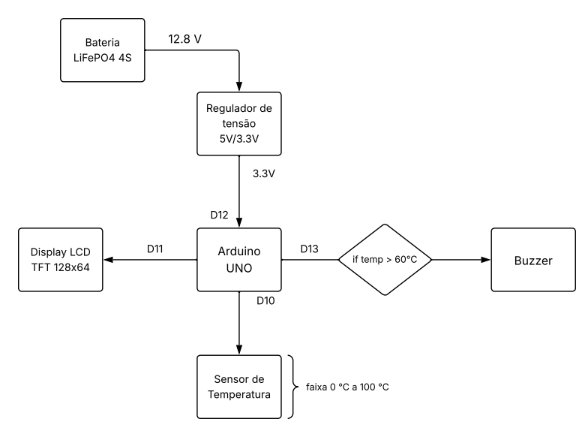 Bateria
LiFePO4 4S
12.8 V
Regulador de
tensão
5V/3.3V
3.3V
D12
Display LCD
TFT 128x64
D11
Arduino
UNO
D13
if temp > 60°C
Buzzer
D10
Sensor de
Temperatura
faixa 0 °C a 100 °C